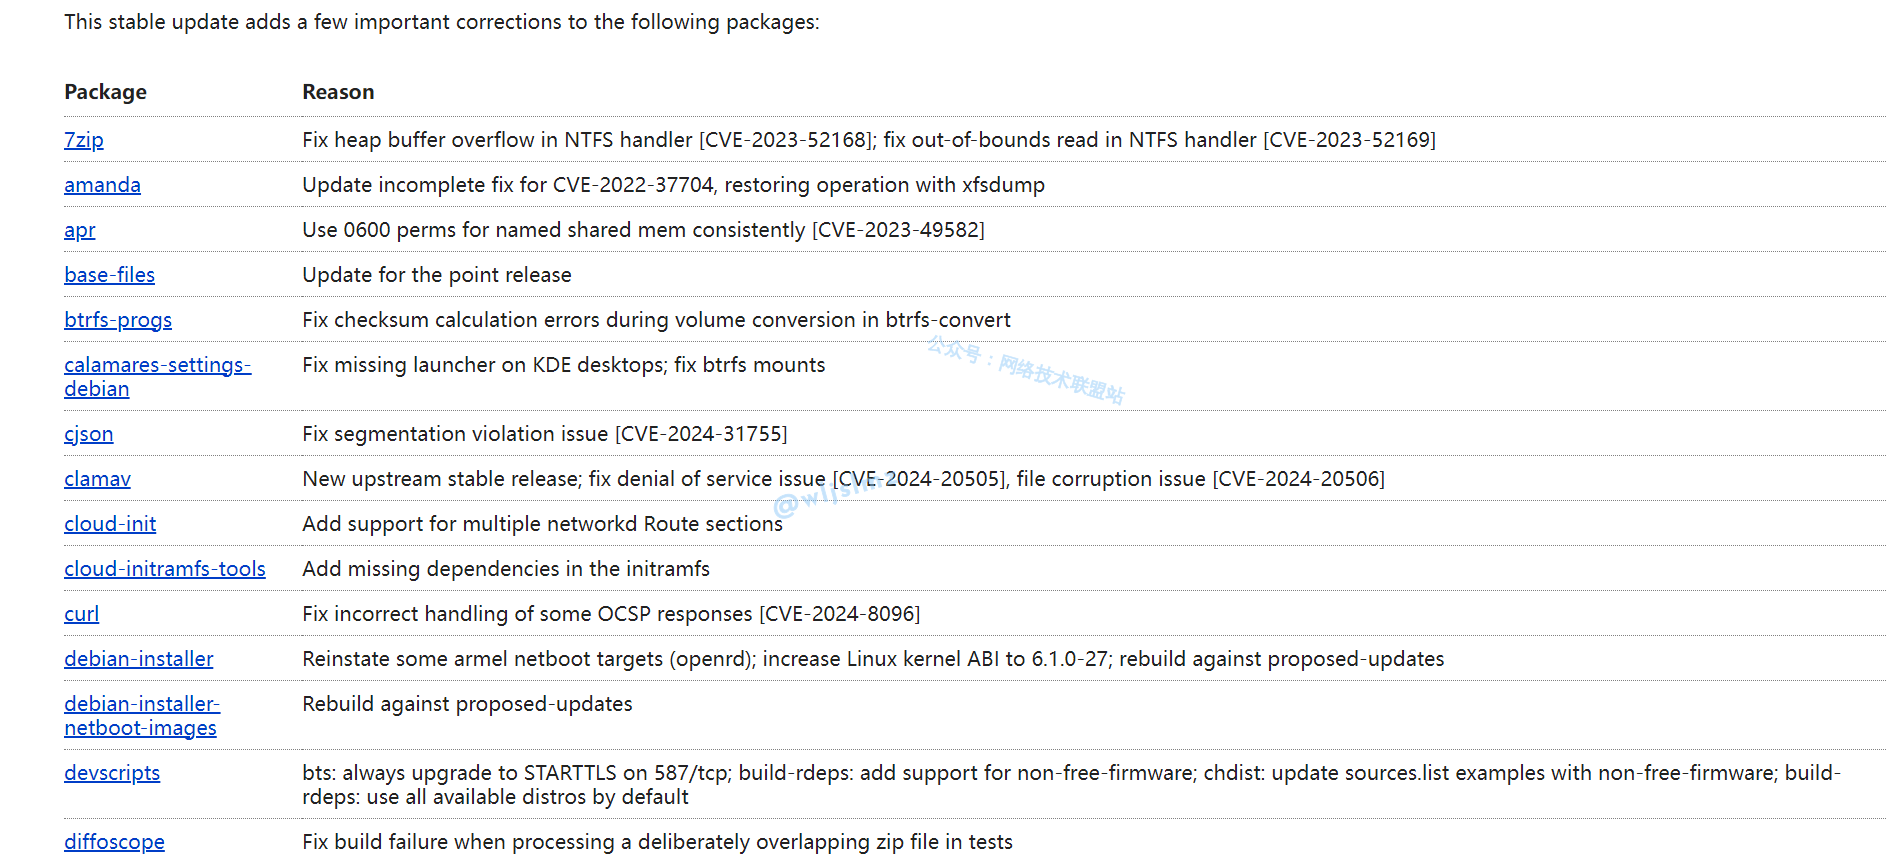 This stable update adds a few important corrections to the following packages:
Package Reason
7zip Fix heap buffer overflow in NTFS handler [CVE-2023-52168]; fix out-of-bounds read in NTFS handler [CVE-2023-52169]
amanda Update incomplete fix for CVE-2022-37704, restoring operation with xfsdump
apr Use 0600 perms for named shared mem consistently [CVE-2023-49582]
base-files Update for the point release
btrfs-progs Fix checksum calculation errors during volume conversion in btrfs-convert
公众号：网络技术联盟站
calamares-settings- Fix missing launcher on KDE desktops; fix btrfs mounts
debian
cjson Fix segmentation violation issue [CVE-2024-31755]
clamav New upstream stable release; fix denial of service issue [CVE-2024-20505], file corruption issue [CVE-2024-20506]
@wljslmz
cloud-init Add support for multiple networkd Route sections
cloud-initramfs-tools Add missing dependencies in the initramfs
curl Fix incorrect handling of some OCSP responses [CVE-2024-8096]
debian-installer Reinstate some armel netboot targets (openrd); increase Linux kernel ABI to 6.1.0-27; rebuild against proposed-updates
debian-installer- Rebuild against proposed-updates
netboot-images
devscripts bts: always upgrade to STARTTLS on 587/tcp; build-rdeps: add support for non-free-firmware; chdist: update sources.list examples with non-free-firmware; build-
rdeps: use all available distros by default
diffoscope Fix build failure when processing a deliberately overlapping zip file in tests